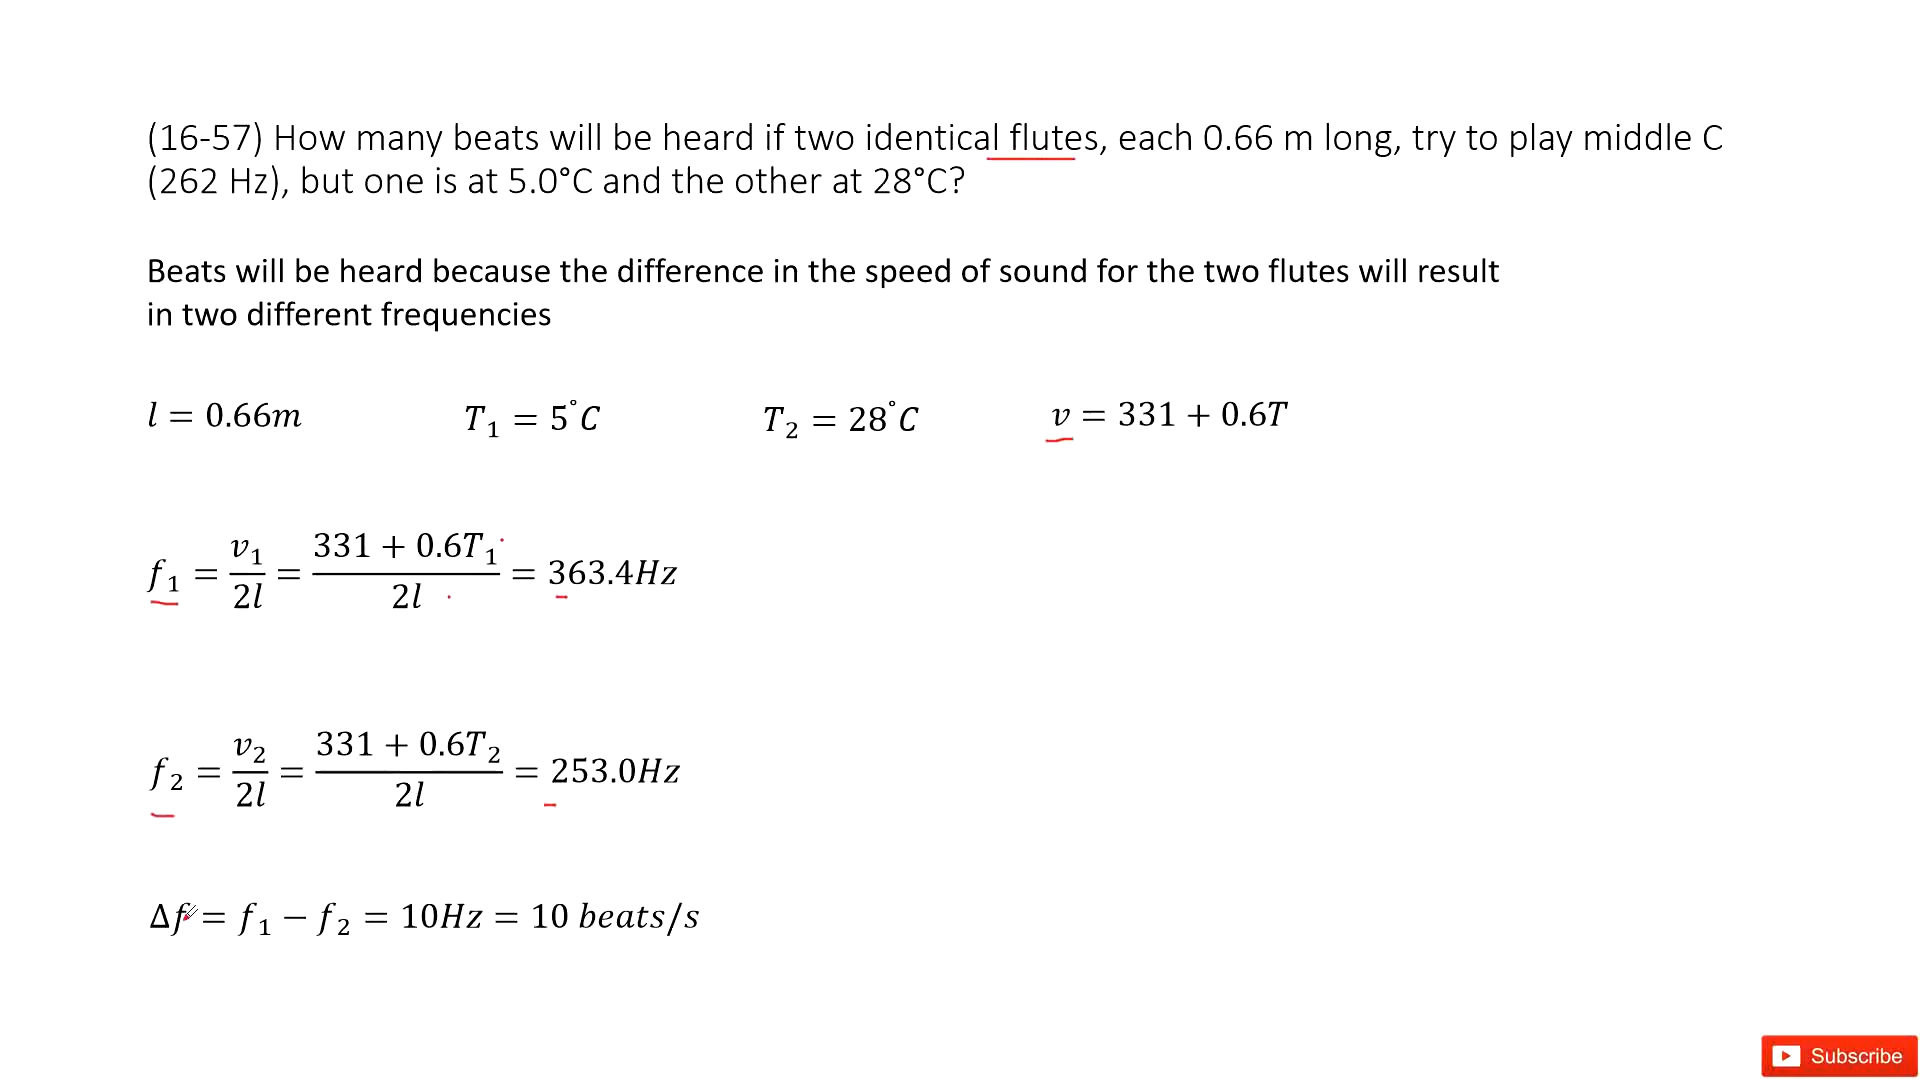 (16-57) How many beats will be heard if two identical flutes, each 0.66 m long, try to play middle C
(262 Hz), but one is at 5.0°C and the other at 28°C?
Beats will be heard because the difference in the speed of sound for the two flutes will result
in two different frequencies
l = 0.66m T₁ = 5°C T₂ = 28°C v = 331 + 0.6T
f₁ = v₁/2l = (331 + 0.6T₁)/2l = 363.4Hz
f₂ = v₂/2l = (331 + 0.6T₂)/2l = 253.0Hz
Δf = f₁ − f₂ = 10Hz = 10 beats/s
Subscribe